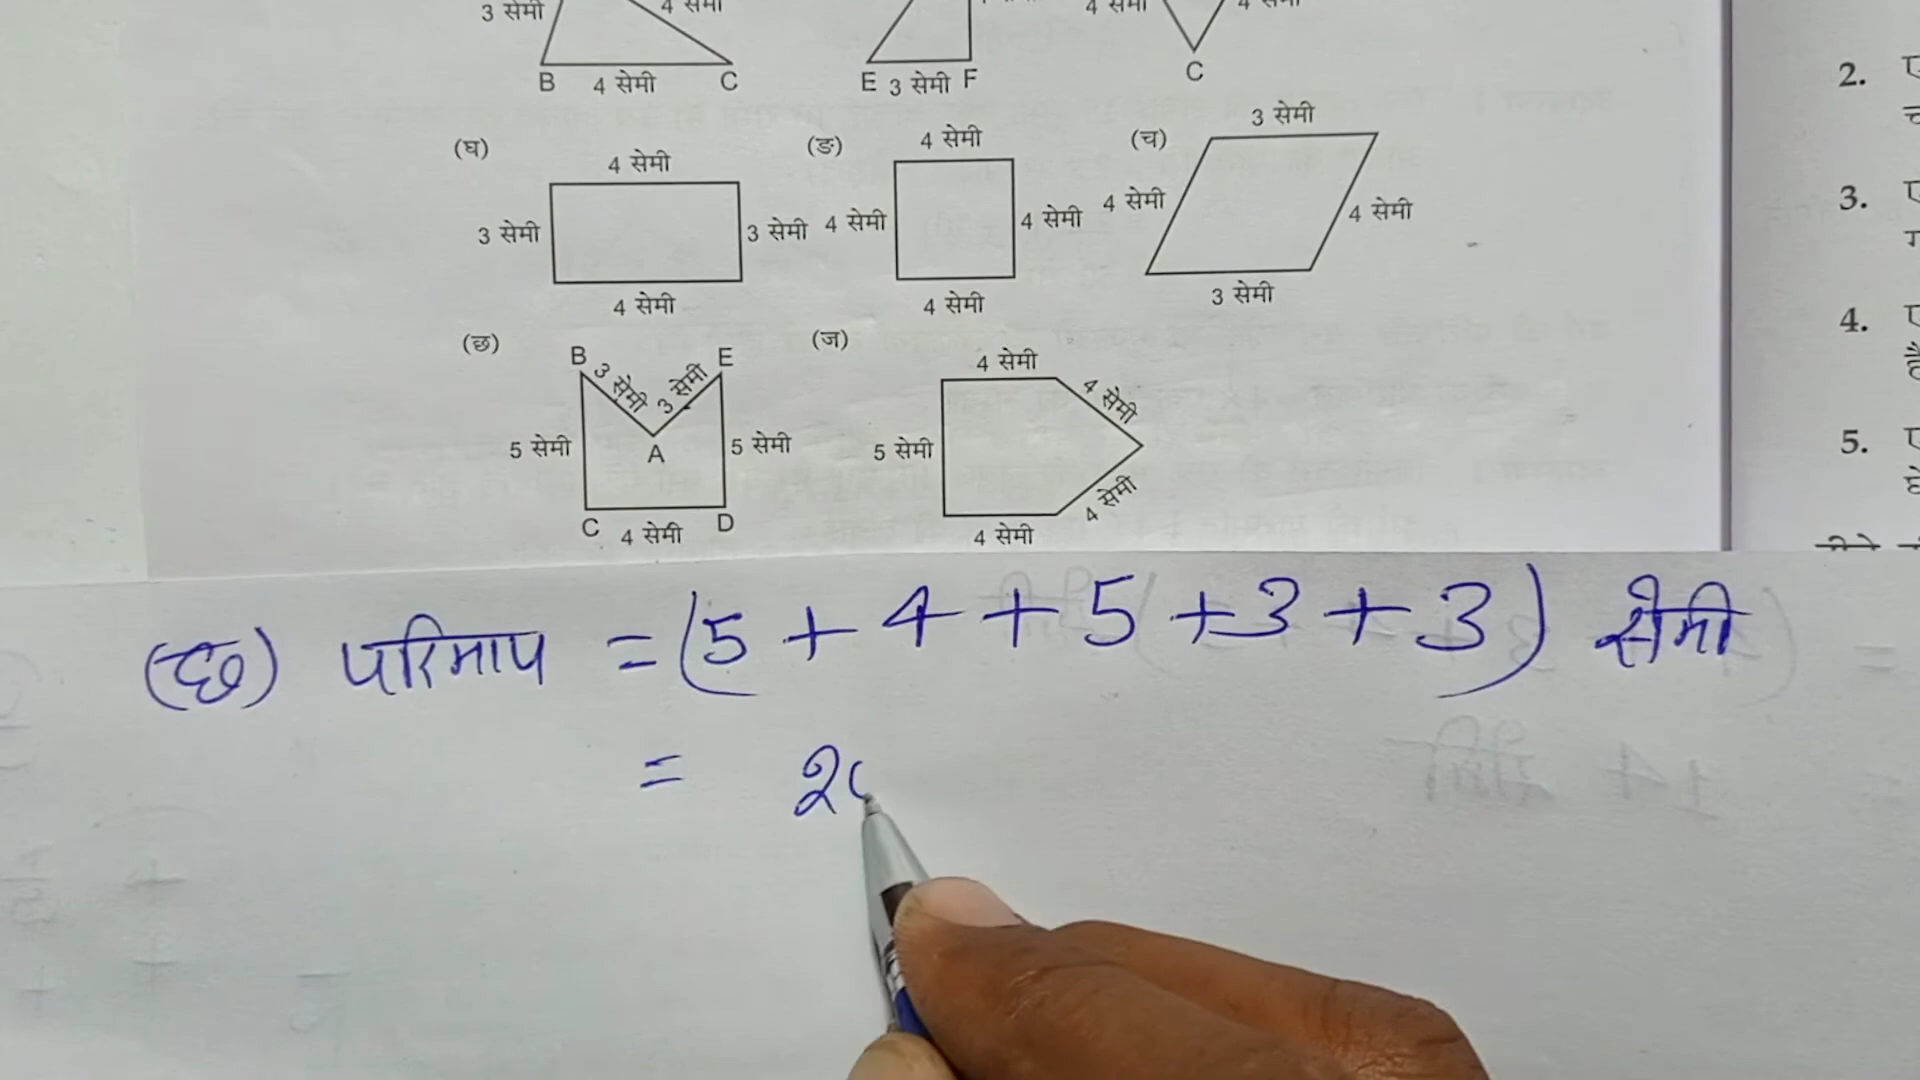 3 सेमी 4 सेमी 4 सेमी 4 सेमी
B 4 सेमी C E 3 सेमी F C
(घ) 4 सेमी 3 सेमी 3 सेमी 4 सेमी
(ङ) 4 सेमी 4 सेमी 4 सेमी 4 सेमी
(च) 3 सेमी 4 सेमी 4 सेमी 3 सेमी
(छ) B 3 सेमी 3 सेमी E 5 सेमी A 5 सेमी C 4 सेमी D
(ज) 4 सेमी 4 सेमी 5 सेमी 4 सेमी 4 सेमी
2.
3.
4.
5.
(छ) परिमाप = (5 + 4 + 5 + 3 + 3) सेमी
= 20